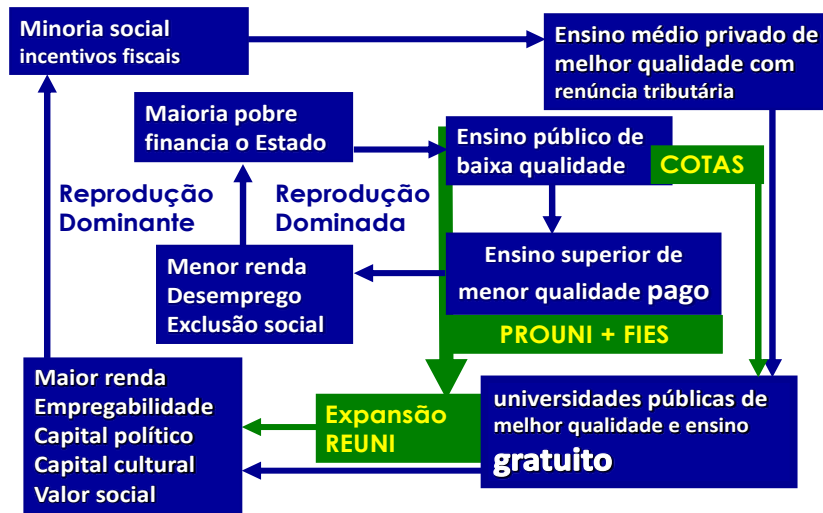 Minoria social
incentivos fiscais
Ensino médio privado de
melhor qualidade com
renúncia tributária
Maioria pobre
financia o Estado
Ensino público de
baixa qualidade
COTAS
Reprodução
Dominante
Reprodução
Dominada
Menor renda
Desemprego
Exclusão social
Ensino superior de
menor qualidade pago
PROUNI + FIES
Maior renda
Empregabilidade
Capital político
Capital cultural
Valor social
Expansão
REUNI
universidades públicas de
melhor qualidade e ensino
gratuito